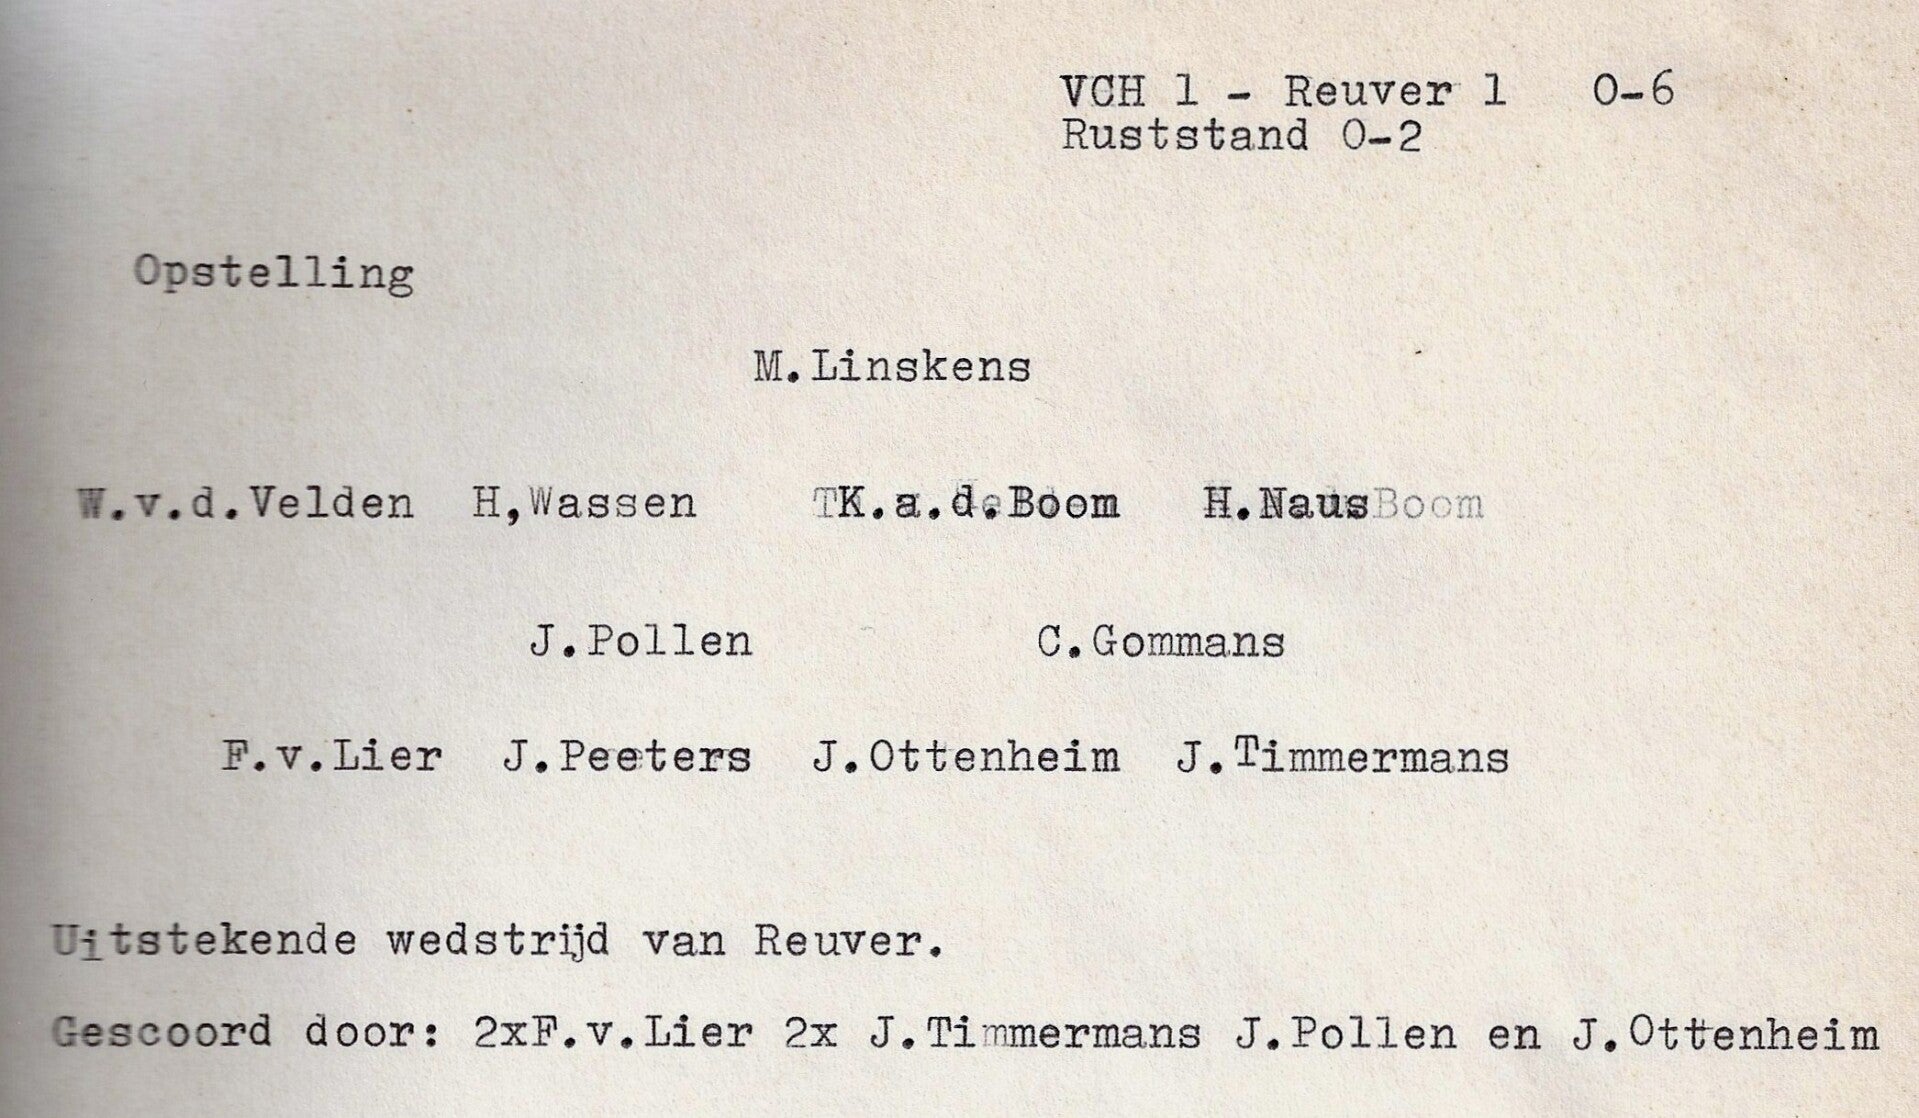 VCH 1 - Reuver 1 0-6
Ruststand 0-2
Opstelling
M.Linskens
W.v.d.Velden H,Wassen K.a.d.Boom H.Naus Boom
J.Pollen C.Gommans
F.v.Lier J.Peeters J.Ottenheim J.Timmermans
Uitstekende wedstrijd van Reuver.
Gescoord door: 2xF.v.Lier 2x J.Timmermans J.Pollen en J.Ottenheim